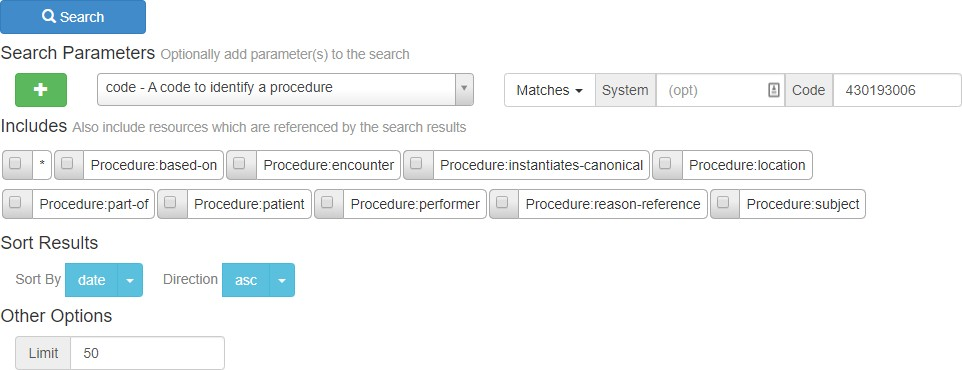 Search
Search Parameters Optionally add parameter(s) to the search
+ code - A code to identify a procedure Matches System (opt) Code 430193006
Includes Also include resources which are referenced by the search results
* Procedure:based-on Procedure:encounter Procedure:instantiates-canonical Procedure:location
Procedure:part-of Procedure:patient Procedure:performer Procedure:reason-reference Procedure:subject
Sort Results
Sort By date Direction asc
Other Options
Limit 50